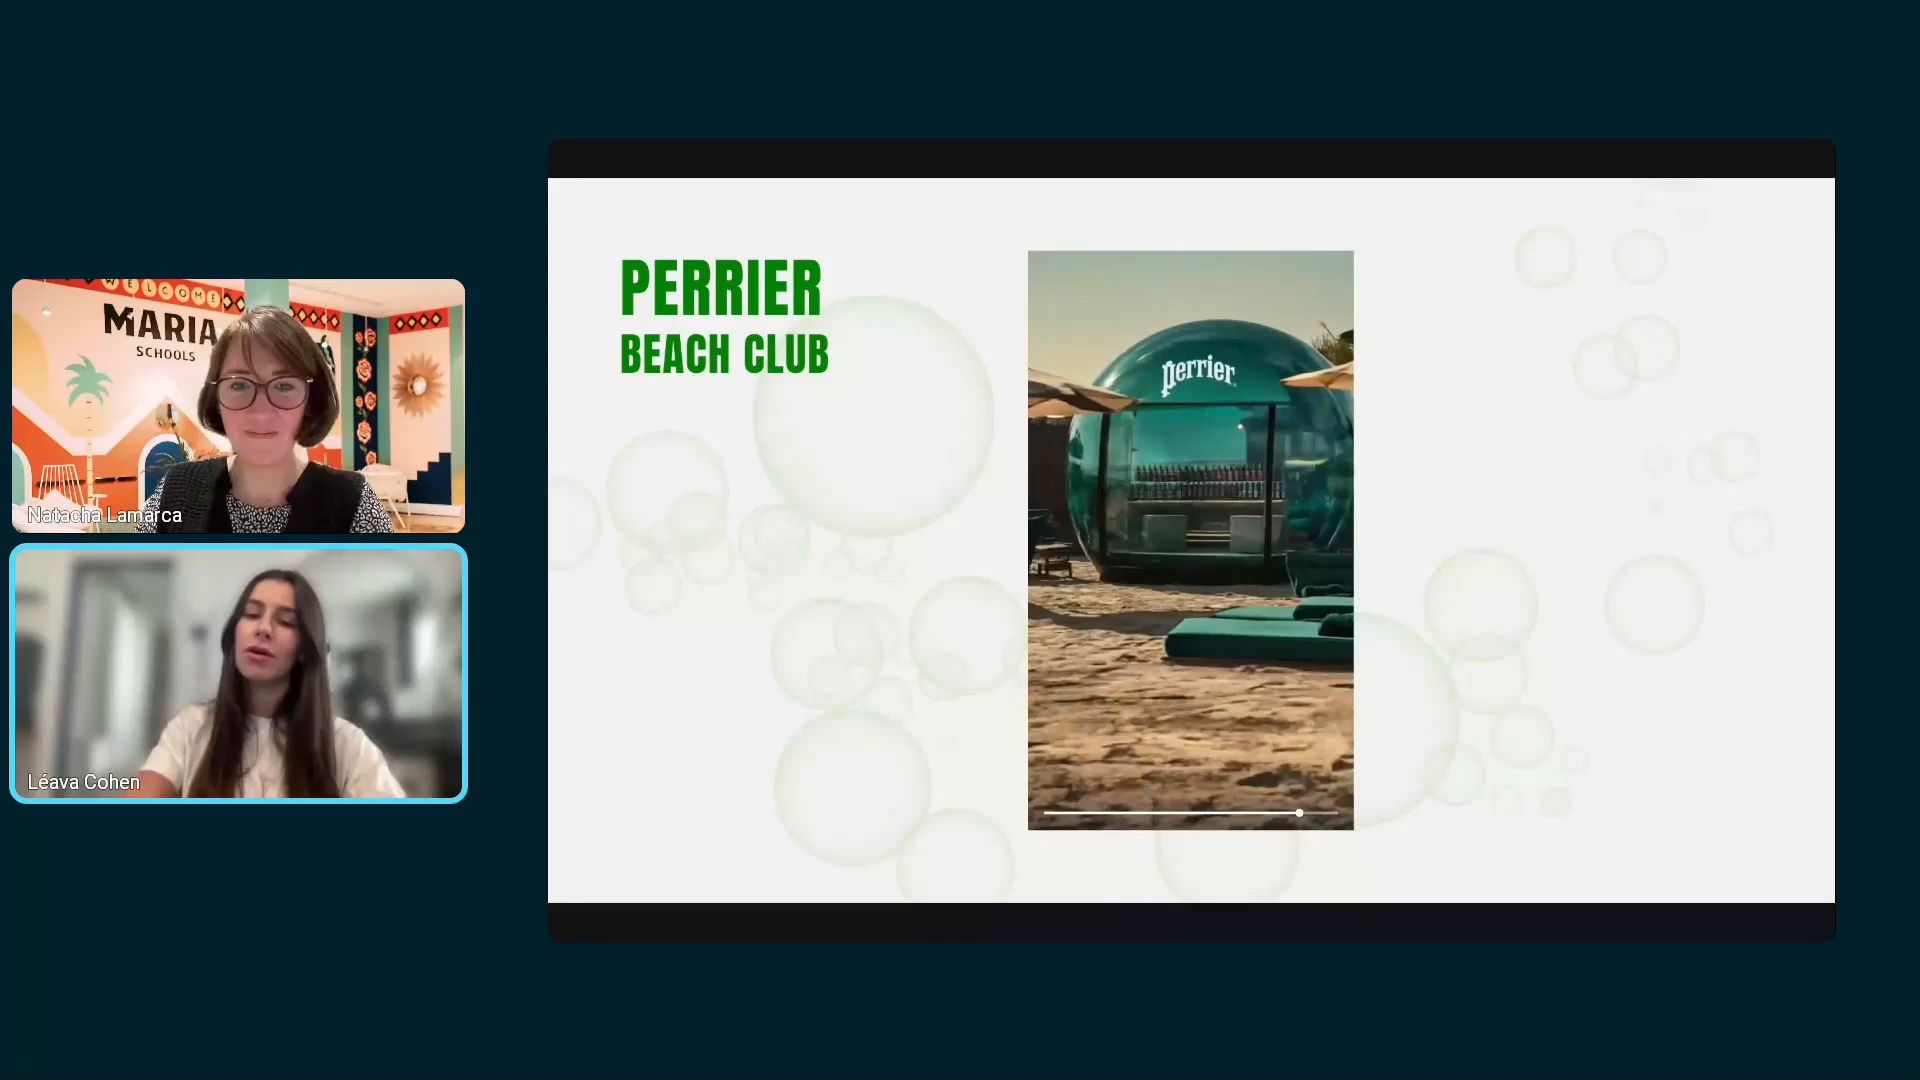 WELCOME
MARIA
SCHOOLS
Natacha Lamarca
Léava Cohen
PERRIER
BEACH CLUB
perrier